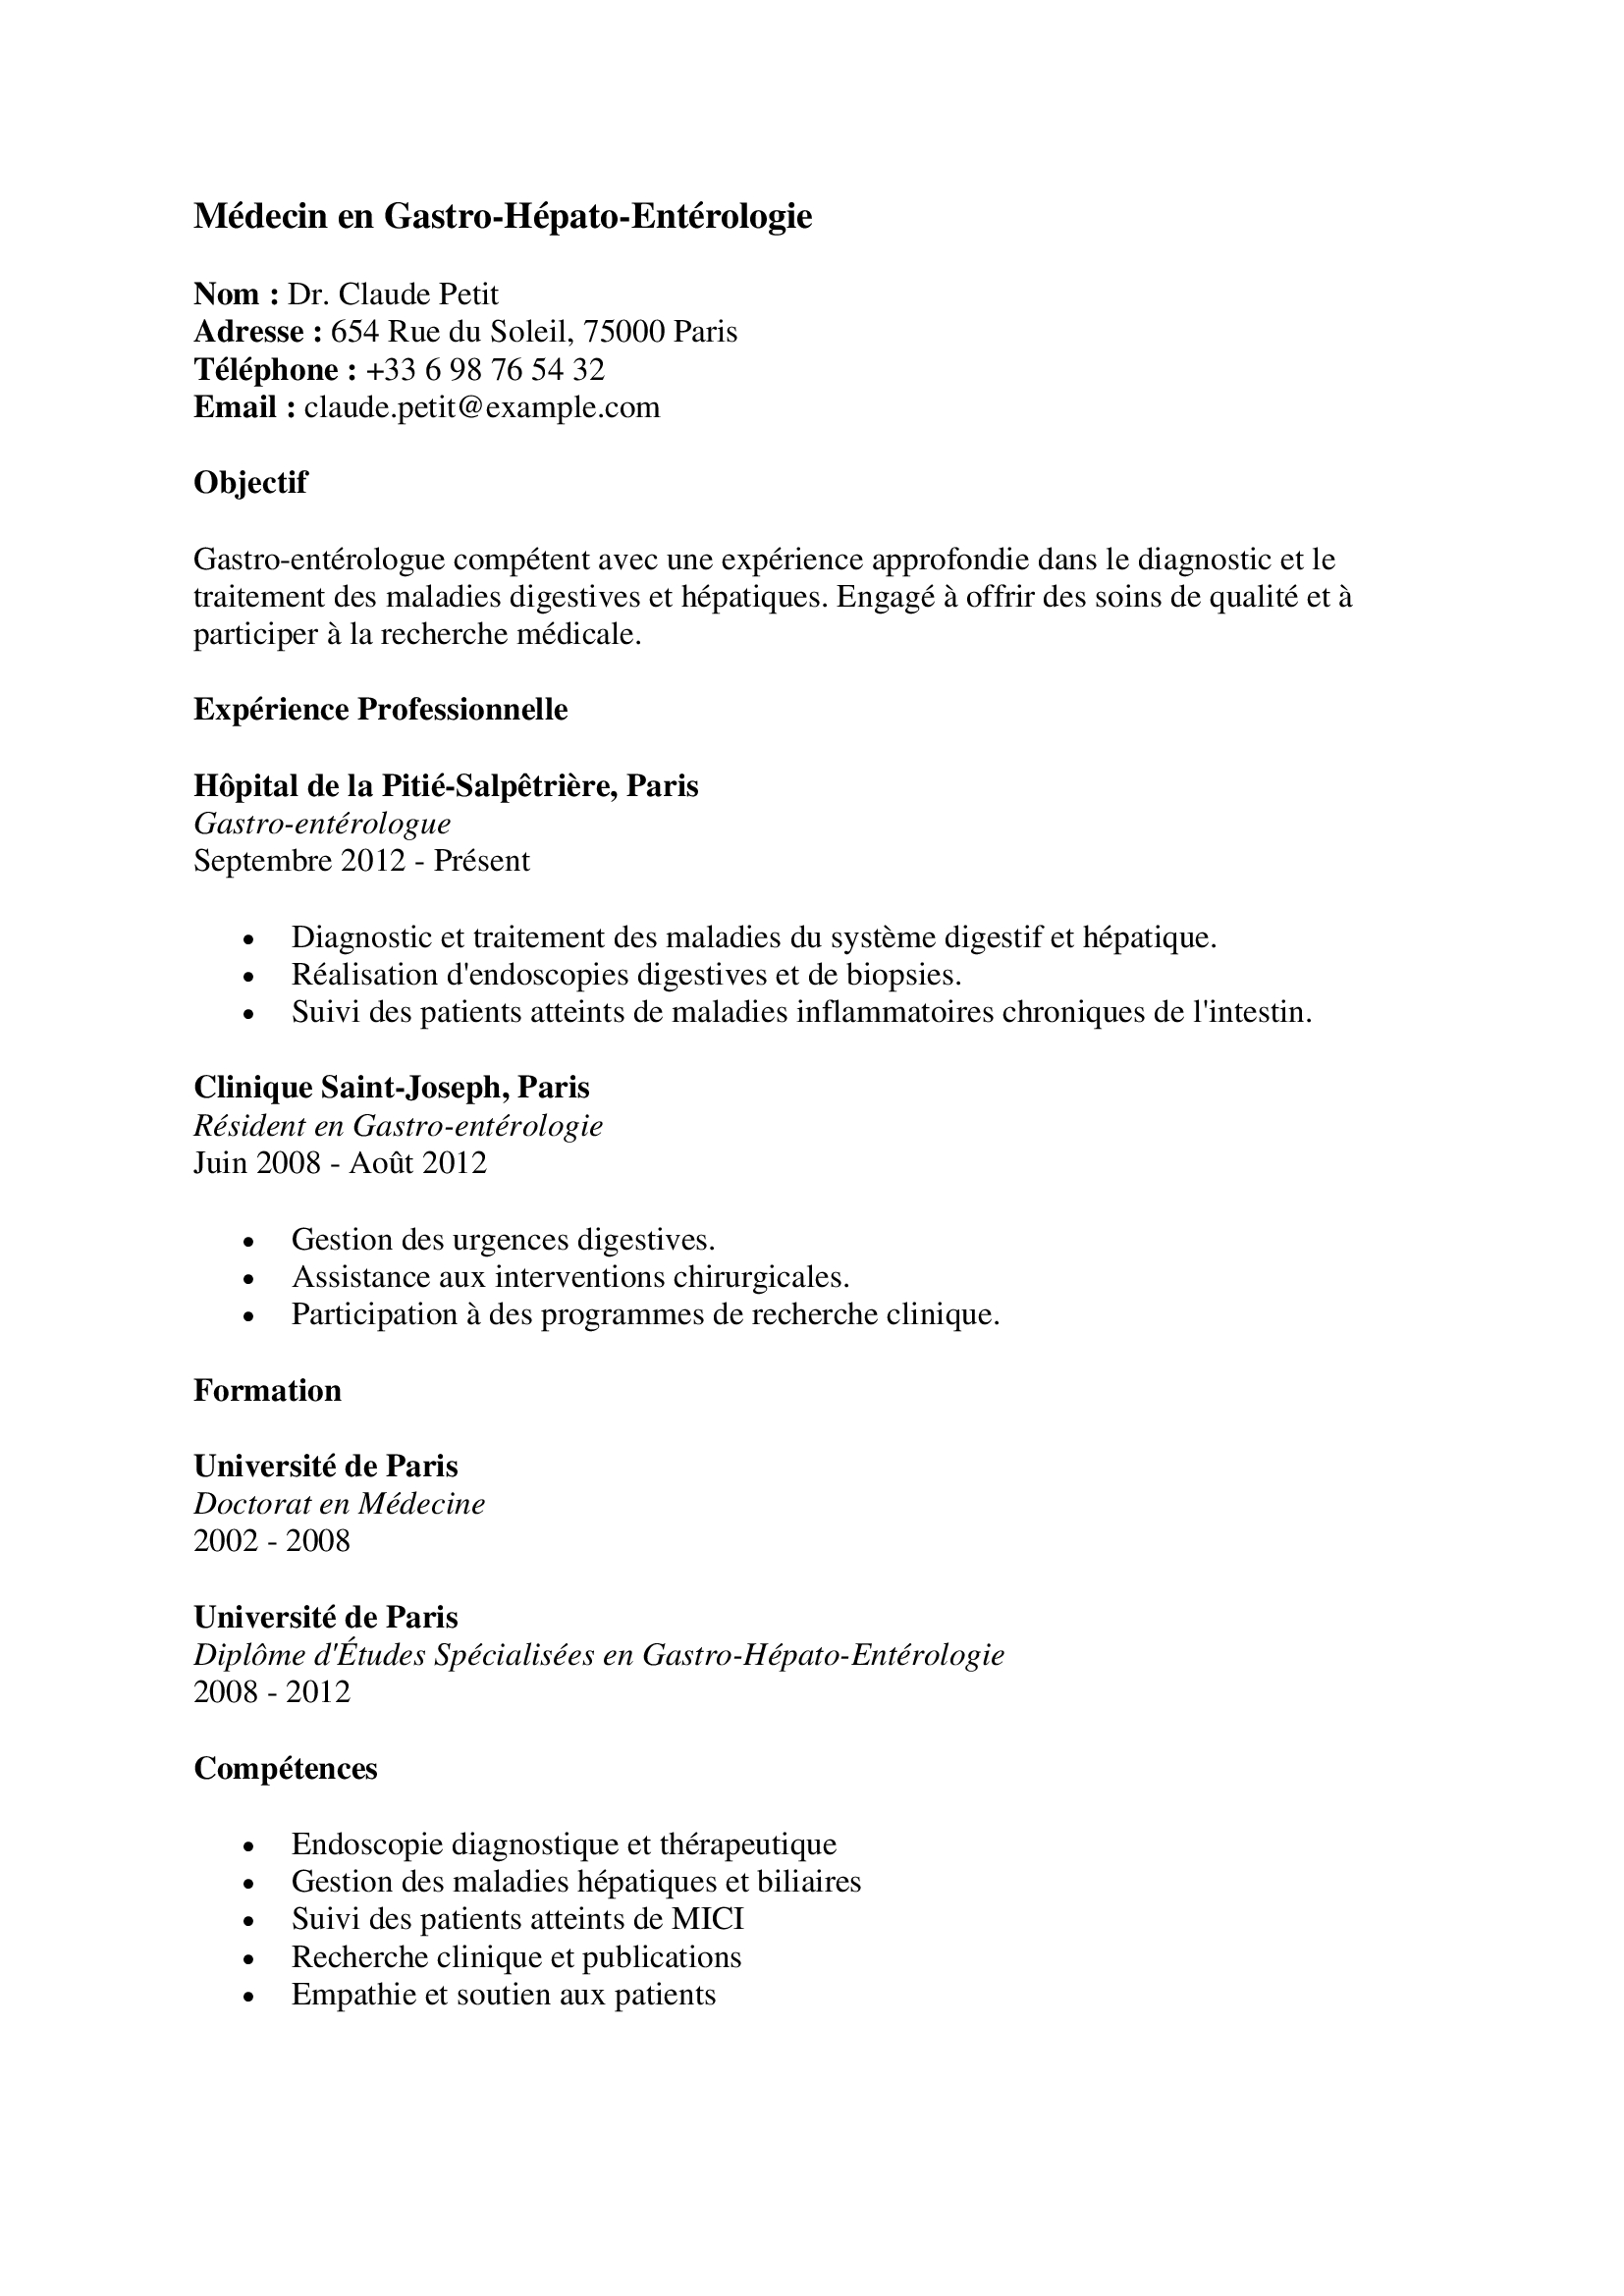 Médecin en Gastro-Hépato-Entérologie
Nom : Dr. Claude Petit
Adresse : 654 Rue du Soleil, 75000 Paris
Téléphone : +33 6 98 76 54 32
Email : claude.petit@example.com
Objectif
Gastro-entérologue compétent avec une expérience approfondie dans le diagnostic et le
traitement des maladies digestives et hépatiques. Engagé à offrir des soins de qualité et à
participer à la recherche médicale.
Expérience Professionnelle
Hôpital de la Pitié-Salpêtrière, Paris
Gastro-entérologue
Septembre 2012 - Présent
• Diagnostic et traitement des maladies du système digestif et hépatique.
• Réalisation d'endoscopies digestives et de biopsies.
• Suivi des patients atteints de maladies inflammatoires chroniques de l'intestin.
Clinique Saint-Joseph, Paris
Résident en Gastro-entérologie
Juin 2008 - Août 2012
• Gestion des urgences digestives.
• Assistance aux interventions chirurgicales.
• Participation à des programmes de recherche clinique.
Formation
Université de Paris
Doctorat en Médecine
2002 - 2008
Université de Paris
Diplôme d'Études Spécialisées en Gastro-Hépato-Entérologie
2008 - 2012
Compétences
• Endoscopie diagnostique et thérapeutique
• Gestion des maladies hépatiques et biliaires
• Suivi des patients atteints de MICI
• Recherche clinique et publications
• Empathie et soutien aux patients